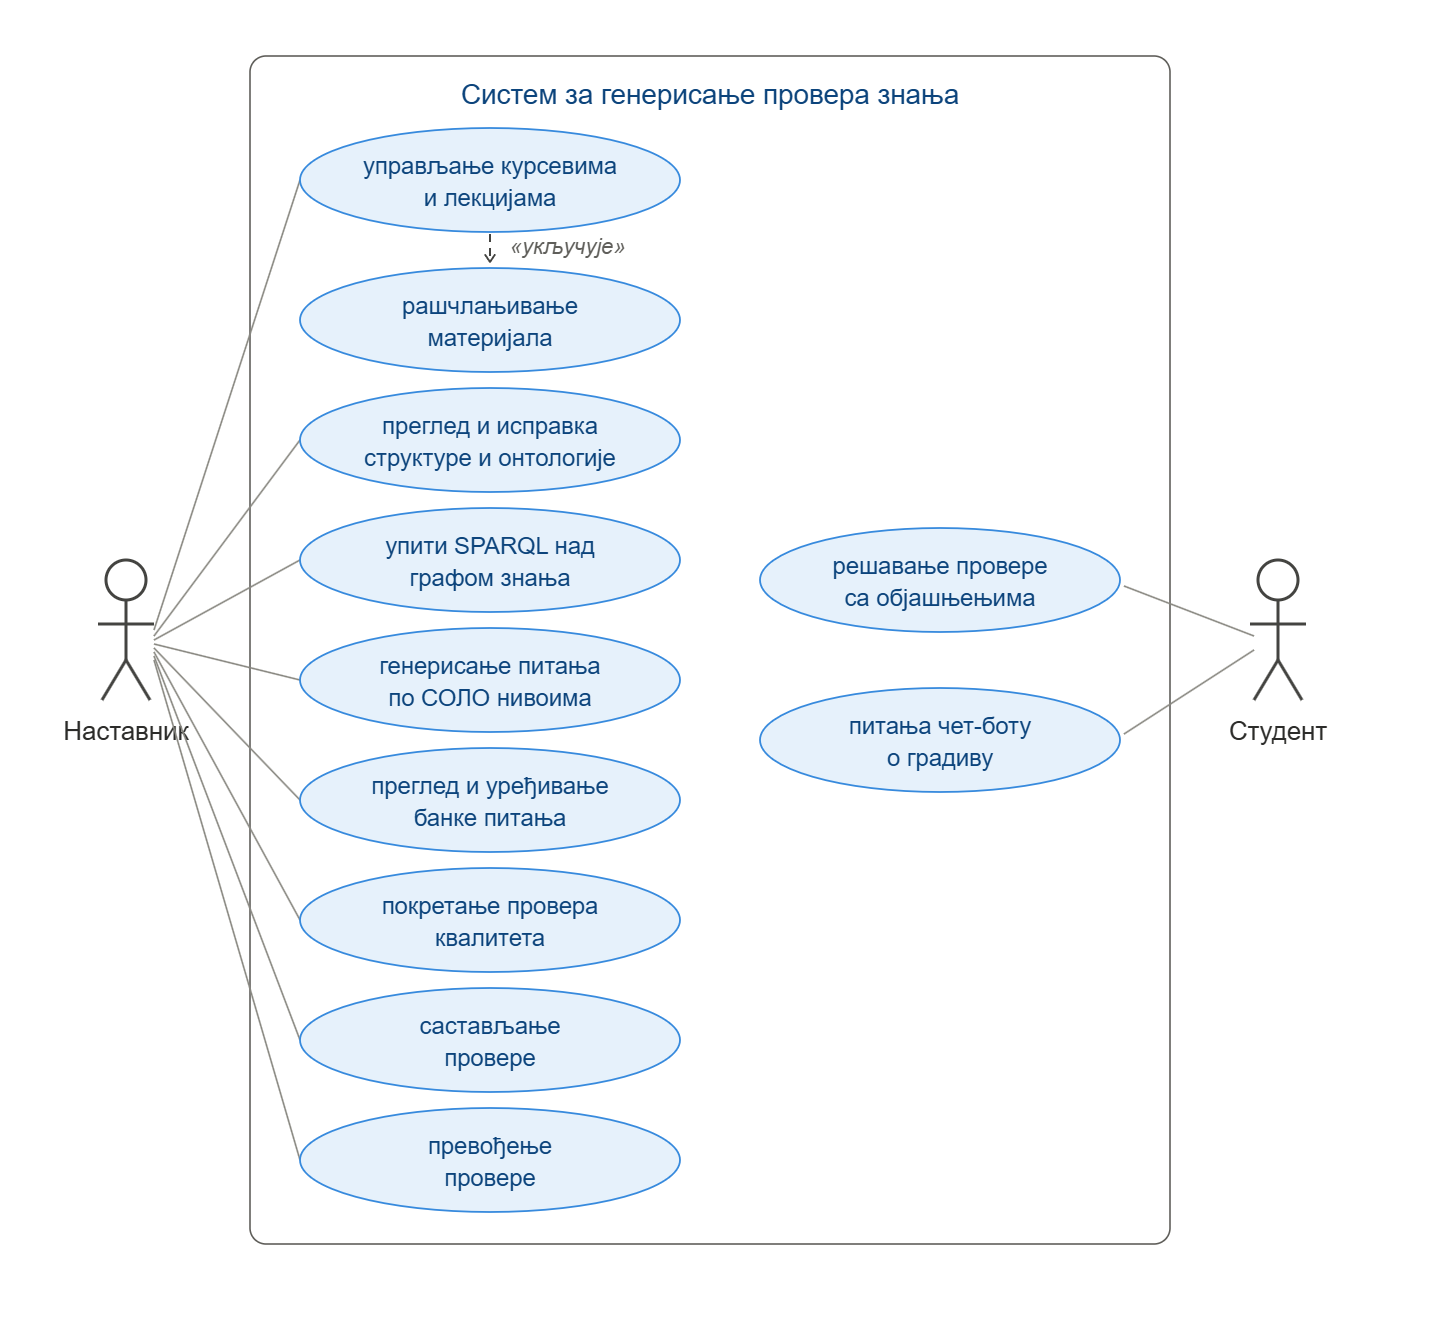 Систем за генерисање провера знања
управљање курсевима
и лекцијама
«укључује»
рашчлањивање
материјала
преглед и исправка
структуре и онтологије
упити SPARQL над
графом знања
генерисање питања
по СОЛО нивоима
преглед и уређивање
банке питања
покретање провера
квалитета
састављање
провере
превођење
провере
решавање провере
са објашњењима
питања чет-боту
о градиву
Наставник
Студент